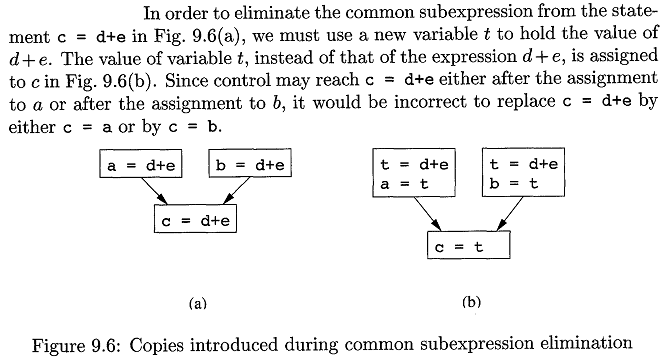 In order to eliminate the common subexpression from the state-
ment c = d+e in Fig. 9.6(a), we must use a new variable t to hold the value of
d+e. The value of variable t, instead of that of the expression d+e, is assigned
to c in Fig. 9.6(b). Since control may reach c = d+e either after the assignment
to a or after the assignment to b, it would be incorrect to replace c = d+e by
either c = a or by c = b.
a = d+e
b = d+e
c = d+e
(a)
t = d+e
a = t
t = d+e
b = t
c = t
(b)
Figure 9.6: Copies introduced during common subexpression elimination